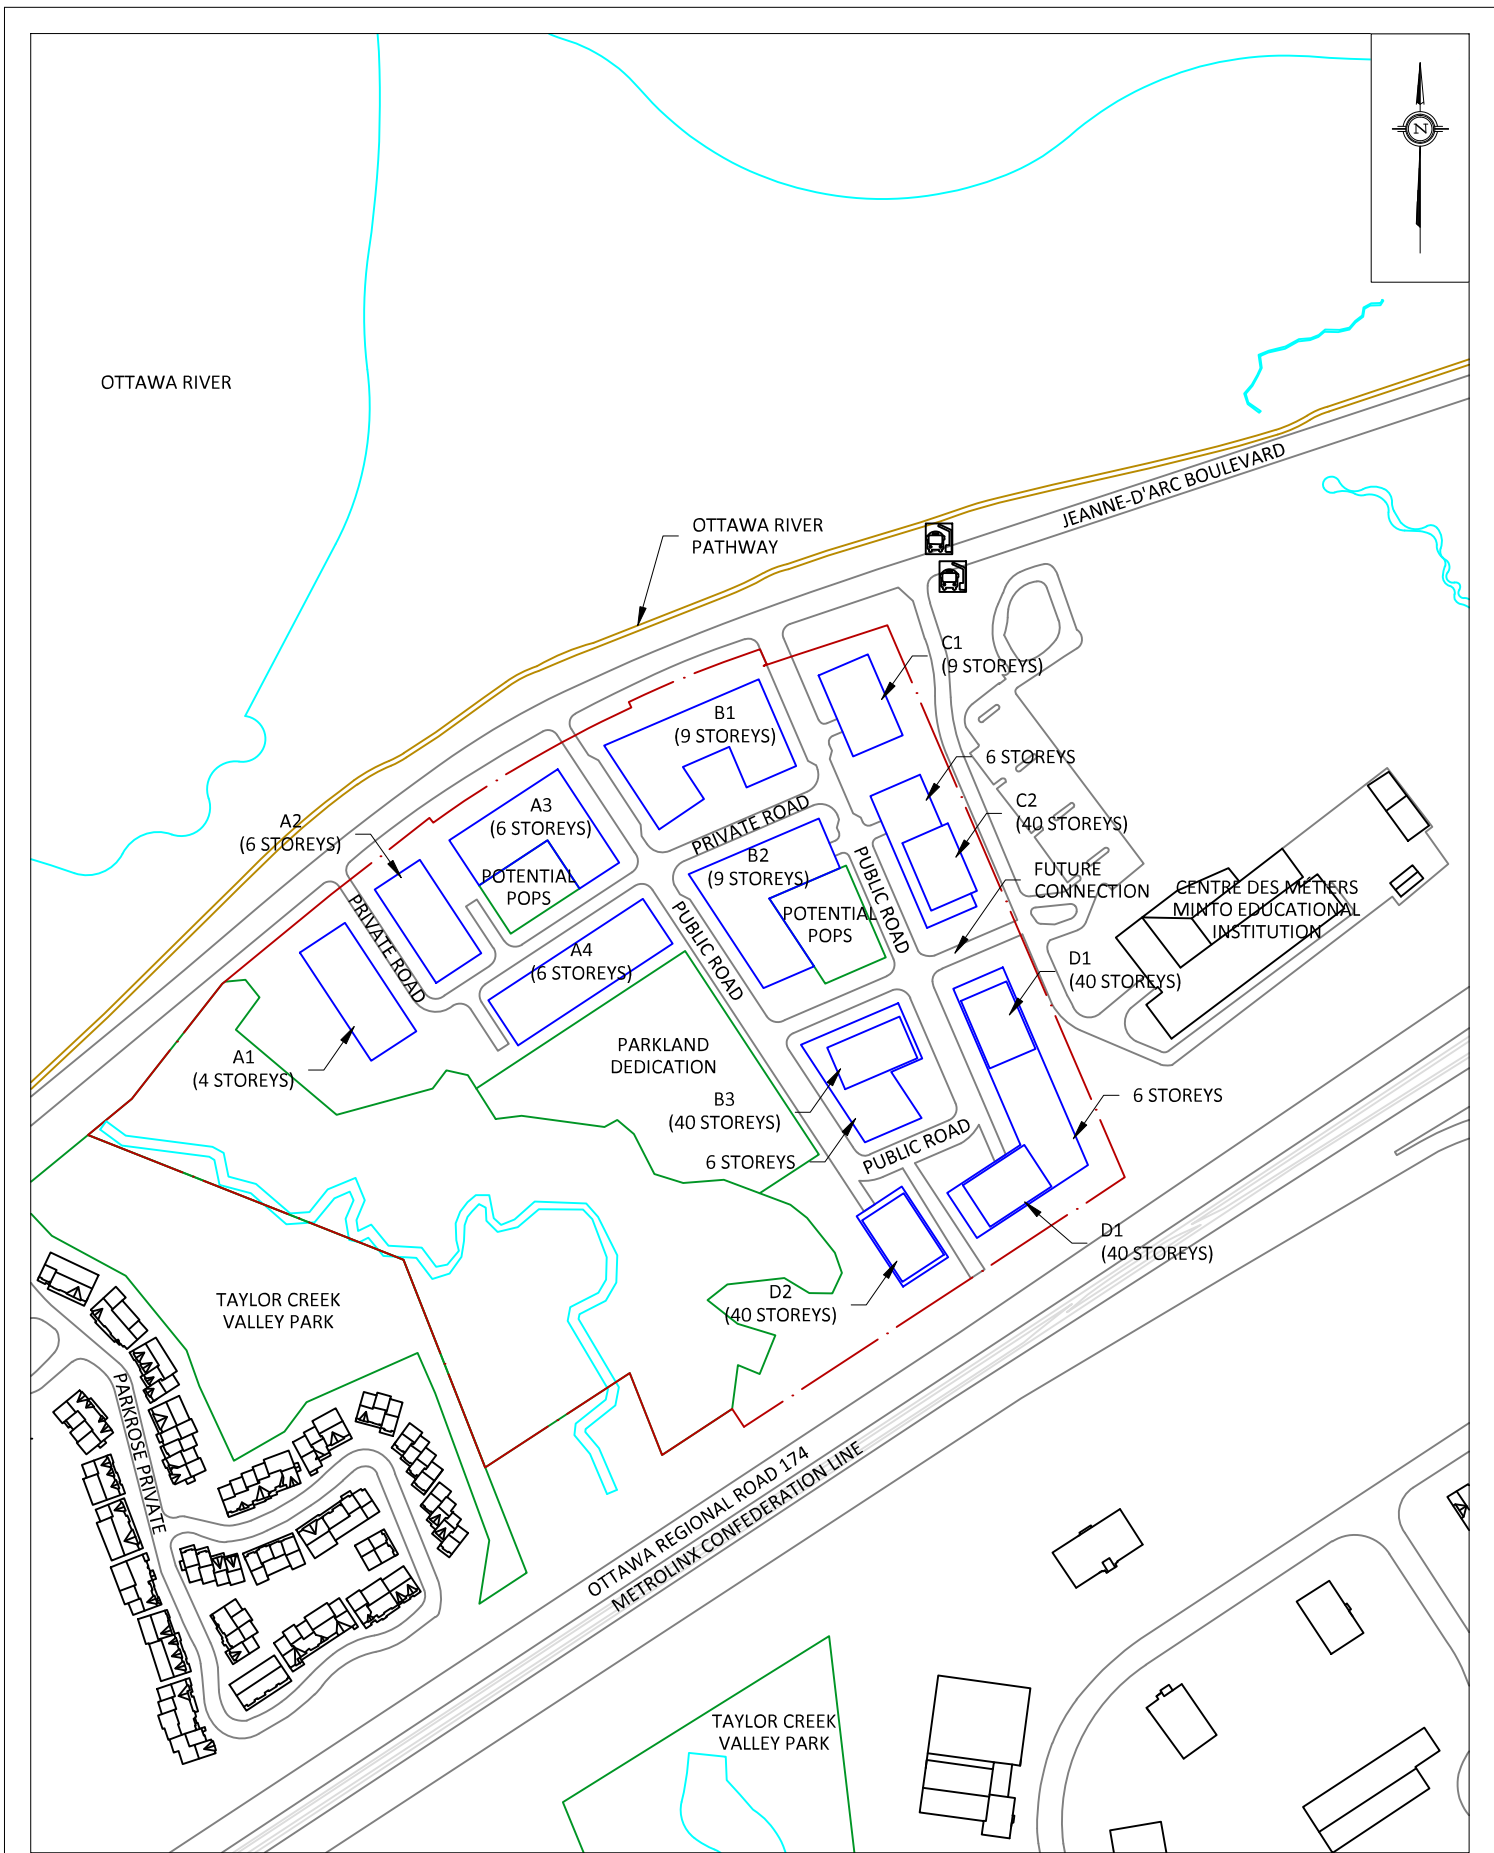 N
OTTAWA RIVER
JEANNE-D'ARC BOULEVARD
OTTAWA RIVER
PATHWAY
C1
(9 STOREYS)
B1
(9 STOREYS)
6 STOREYS
A3
(6 STOREYS)
C2
(40 STOREYS)
A2
(6 STOREYS)
PRIVATE ROAD
B2
(9 STOREYS)
FUTURE
CONNECTION
POTENTIAL
POPS
PUBLIC ROAD
CENTRE DES MÉTIERS
MINTO EDUCATIONAL
INSTITUTION
POTENTIAL
POPS
PRIVATE ROAD
PUBLIC ROAD
A4
(6 STOREYS)
D1
(40 STOREYS)
PARKLAND
DEDICATION
A1
(4 STOREYS)
B3
(40 STOREYS)
6 STOREYS
6 STOREYS
PUBLIC ROAD
D1
(40 STOREYS)
D2
(40 STOREYS)
TAYLOR CREEK
VALLEY PARK
PARKROSE PRIVATE
OTTAWA REGIONAL ROAD 174
METROLINX CONFEDERATION LINE
TAYLOR CREEK
VALLEY PARK